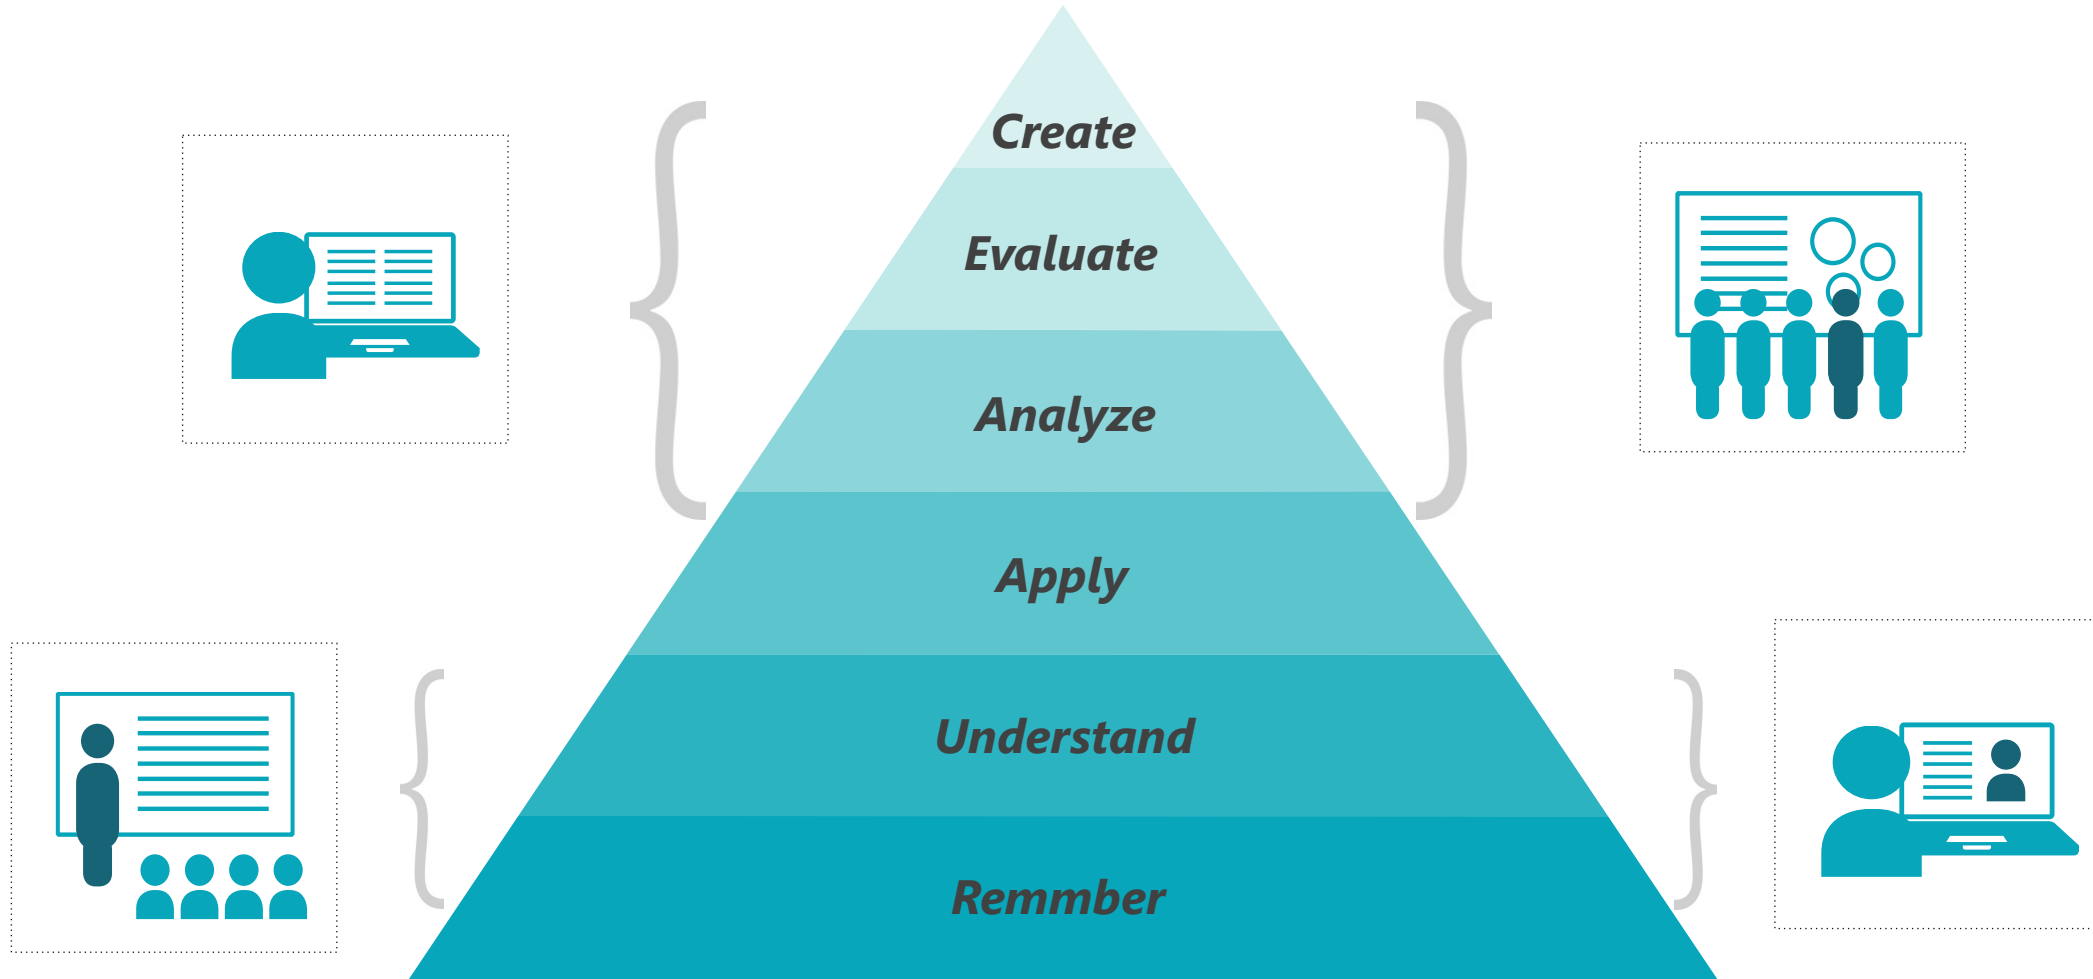 Create
Evaluate
Analyze
Apply
Understand
Remmber